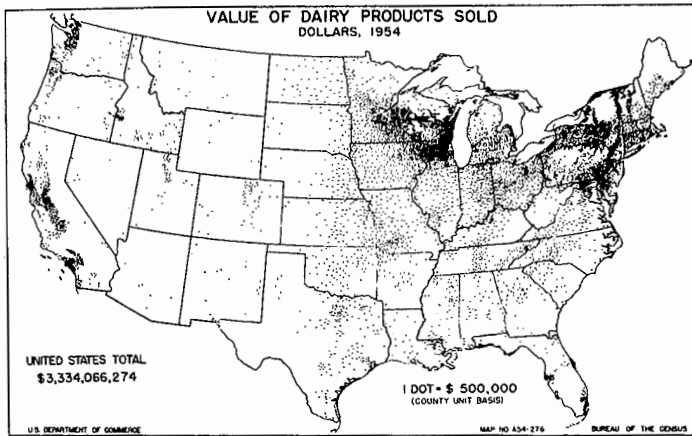 VALUE OF DAIRY PRODUCTS SOLD
DOLLARS, 1954
UNITED STATES TOTAL
$3,334,066,274
1 DOT = $500,000
(COUNTY UNIT BASIS)
U.S. DEPARTMENT OF COMMERCE
MAP NO A54-276
BUREAU OF THE CENSUS